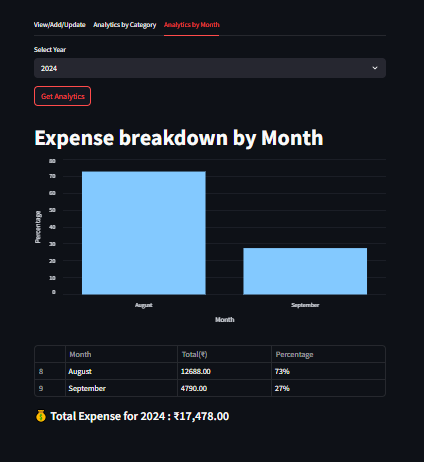 View/Add/Update Analytics by Category Analytics by Month
Select Year
2024
Get Analytics
Expense breakdown by Month
80
70
60
50
40
30
20
10
0
Percentage
August September
Month
Month Total(₹) Percentage
8 August 12688.00 73%
9 September 4790.00 27%
💰 Total Expense for 2024 : ₹17,478.00